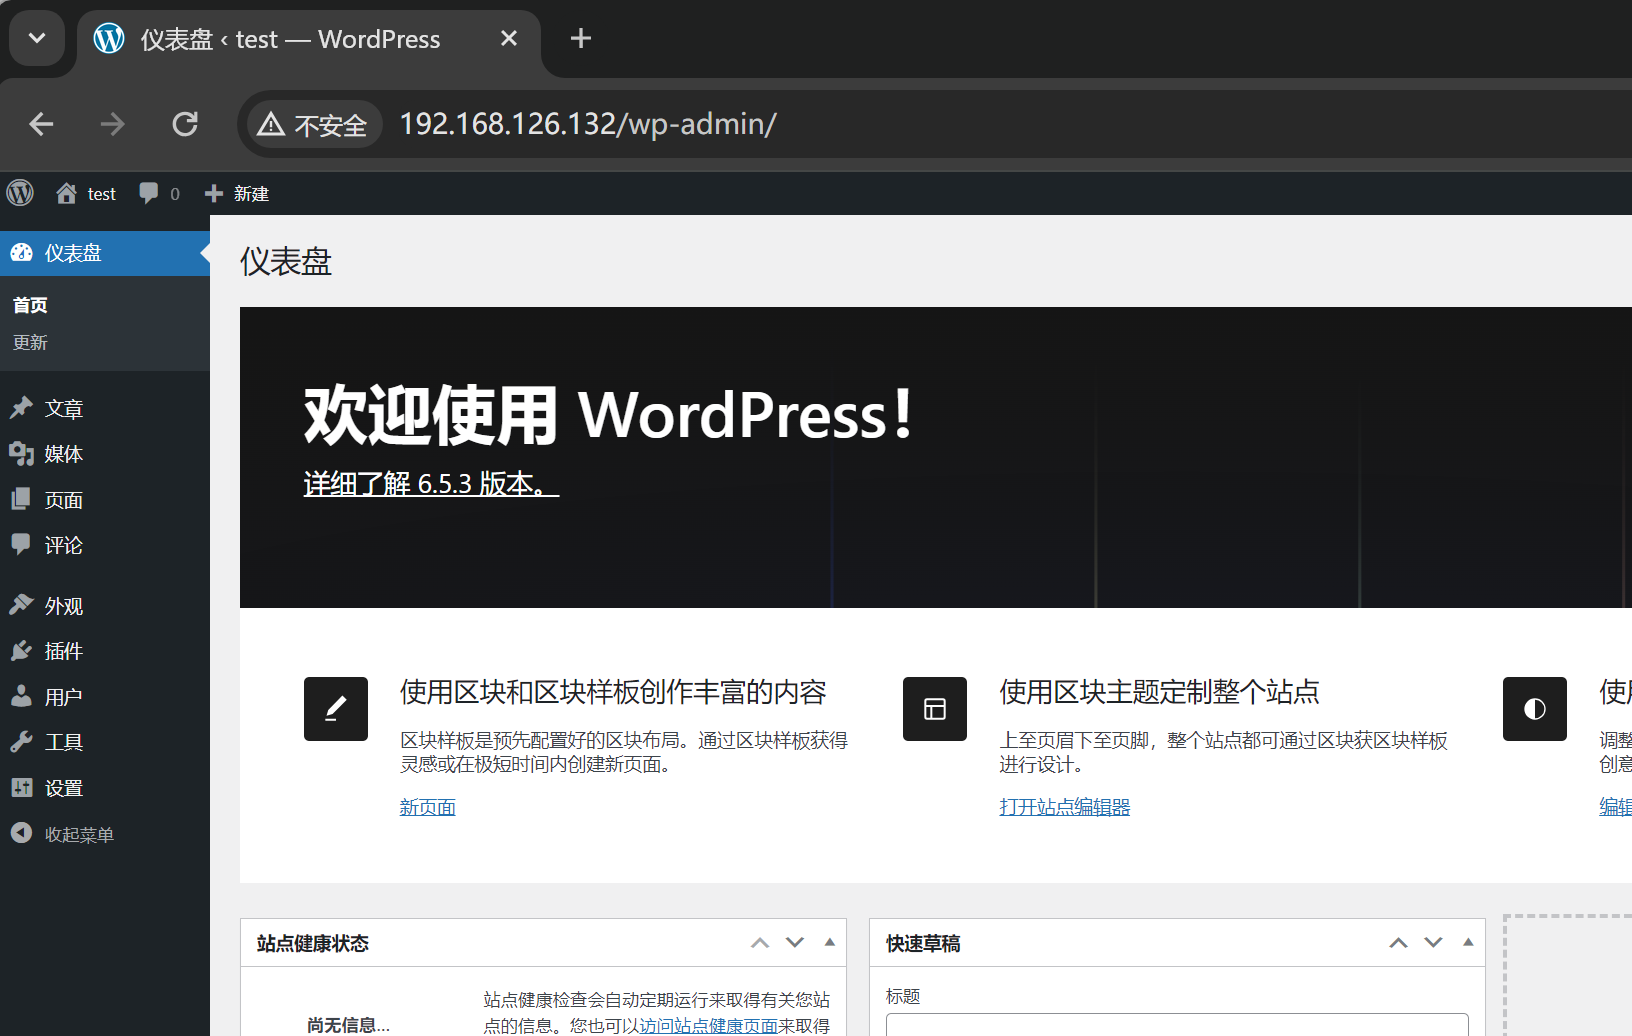 仪表盘 ‹ test — WordPress
不安全 192.168.126.132/wp-admin/
test 0 新建
仪表盘
首页
更新
文章
媒体
页面
评论
外观
插件
用户
工具
设置
收起菜单
仪表盘
欢迎使用 WordPress！
详细了解 6.5.3 版本。
使用区块和区块样板创作丰富的内容
区块样板是预先配置好的区块布局。通过区块样板获得
灵感或在极短时间内创建新页面。
新页面
使用区块主题定制整个站点
上至页眉下至页脚，整个站点都可通过区块获区块样板
进行设计。
打开站点编辑器
使
调整
创意
编辑
站点健康状态
尚无信息...
站点健康检查会自动定期运行来取得有关您站
点的信息。您也可以访问站点健康页面来取得
快速草稿
标题